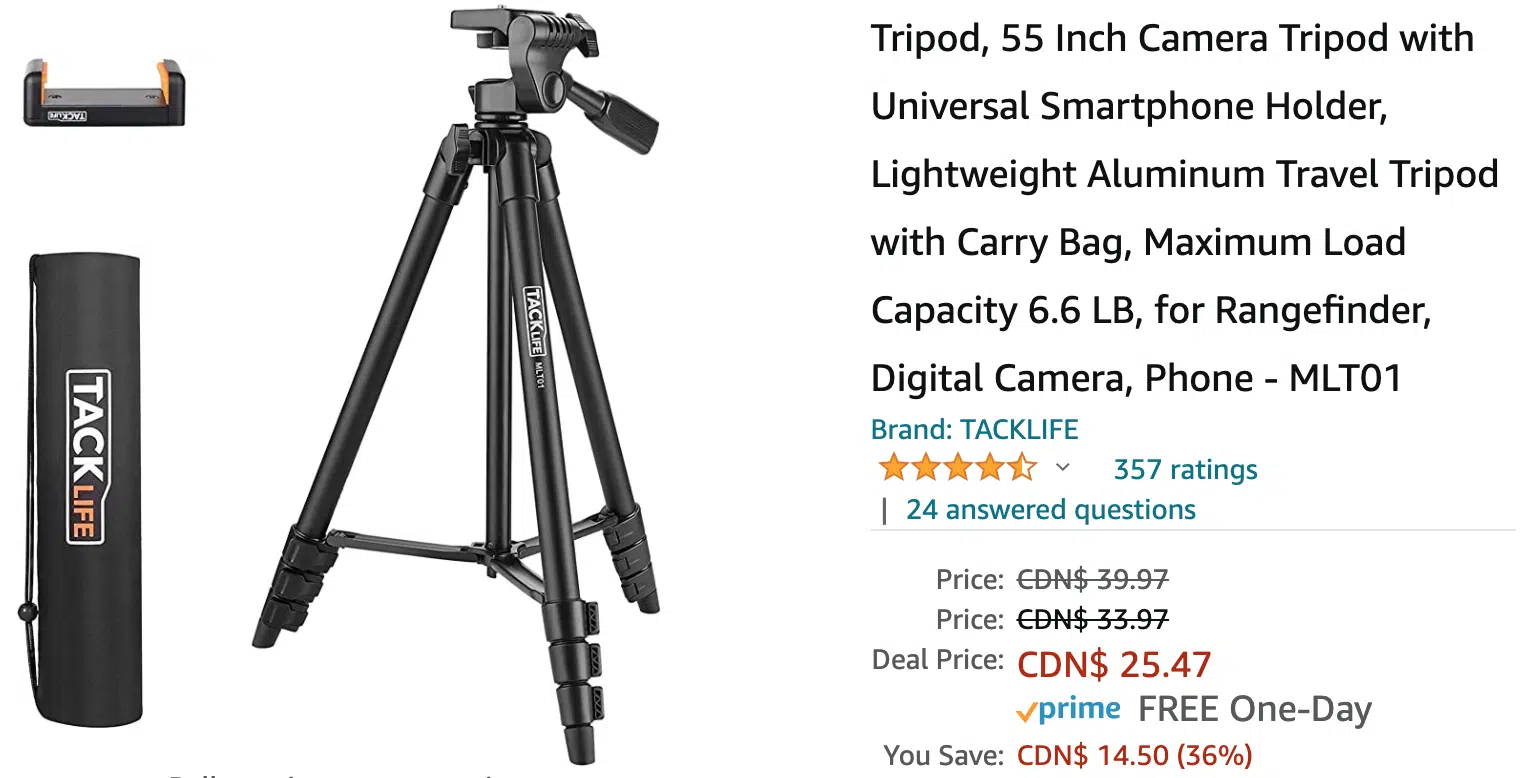 Tripod, 55 Inch Camera Tripod with
Universal Smartphone Holder,
Lightweight Aluminum Travel Tripod
with Carry Bag, Maximum Load
Capacity 6.6 LB, for Rangefinder,
Digital Camera, Phone - MLT01
Brand: TACKLIFE
357 ratings
| 24 answered questions
Price: CDN$ 39.97
Price: CDN$ 33.97
Deal Price: CDN$ 25.47
prime FREE One-Day
You Save: CDN$ 14.50 (36%)
TACKLIFE
TACKLIFE
TACKLIFE MLT01